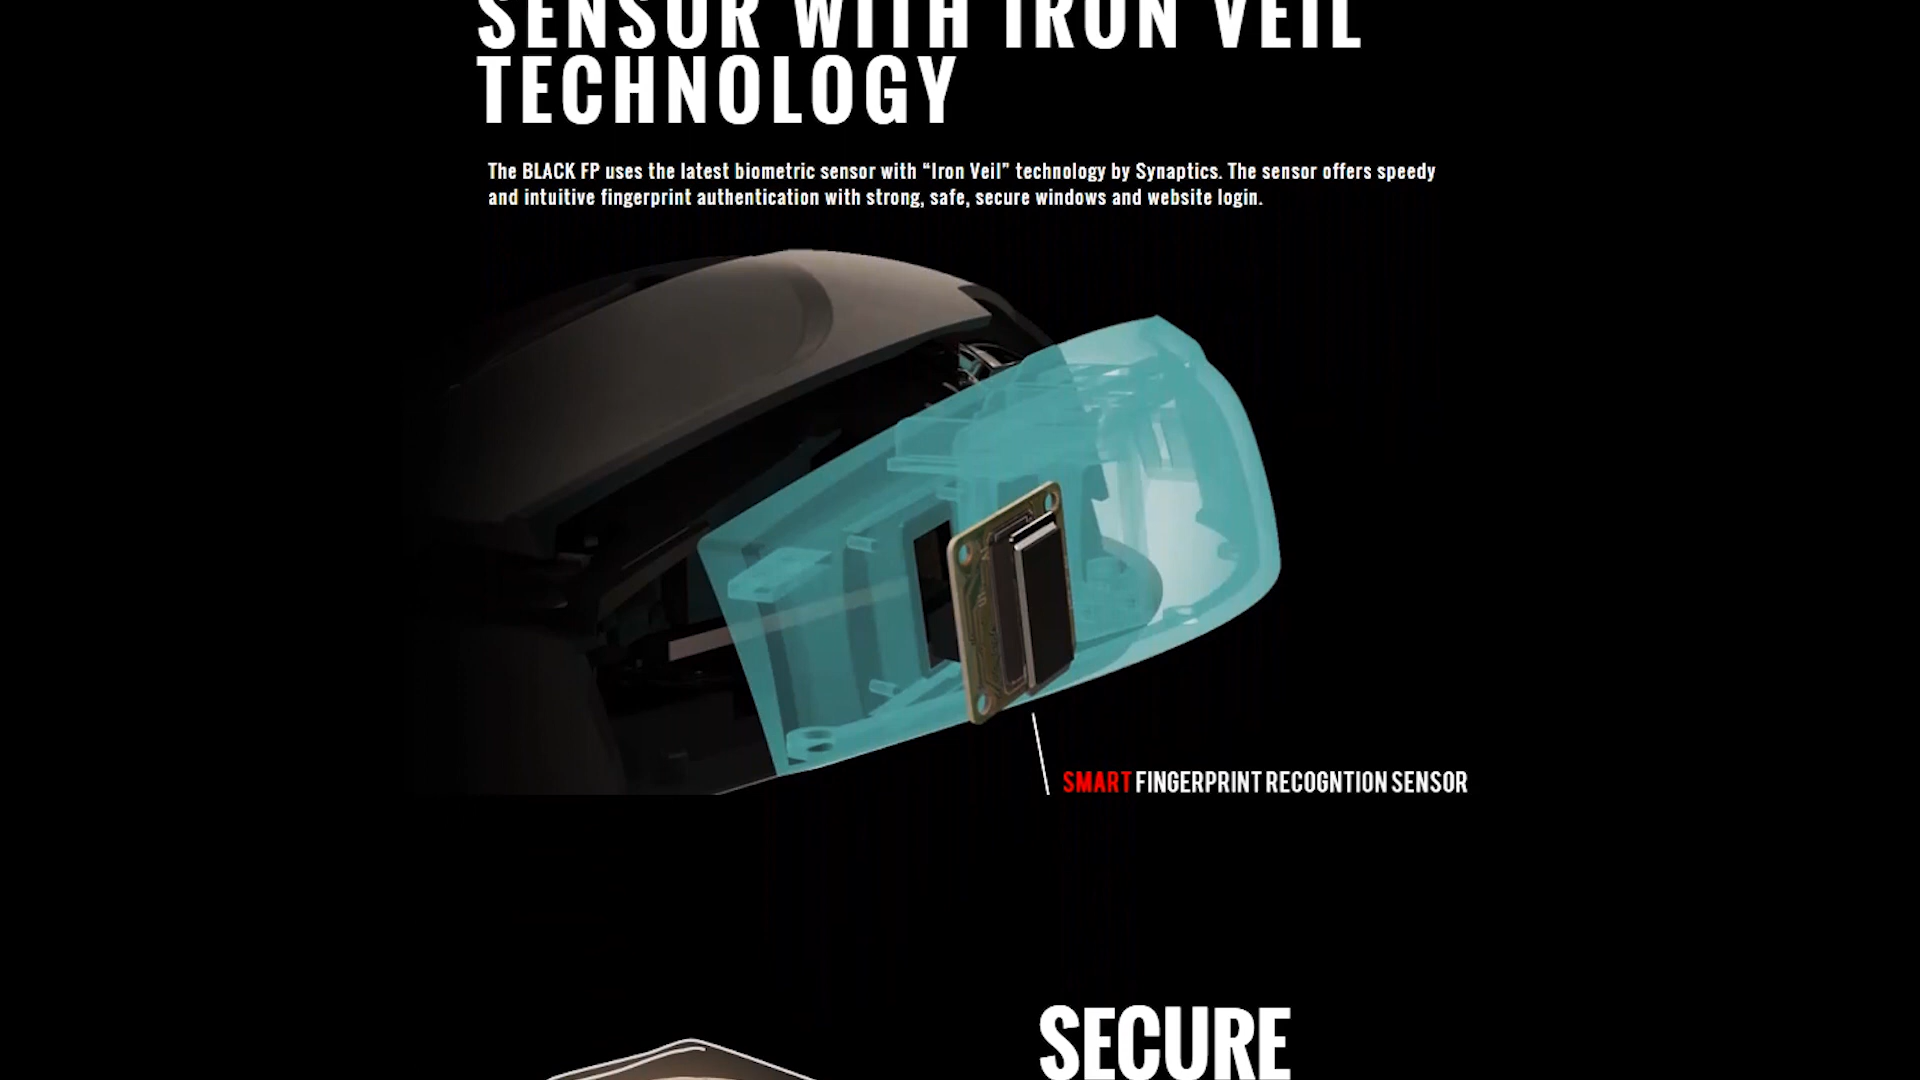 SENSOR WITH IRON VEIL
TECHNOLOGY
The BLACK FP uses the latest biometric sensor with “Iron Veil” technology by Synaptics. The sensor offers speedy
and intuitive fingerprint authentication with strong, safe, secure windows and website login.
SMART FINGERPRINT RECOGNTION SENSOR
SECURE